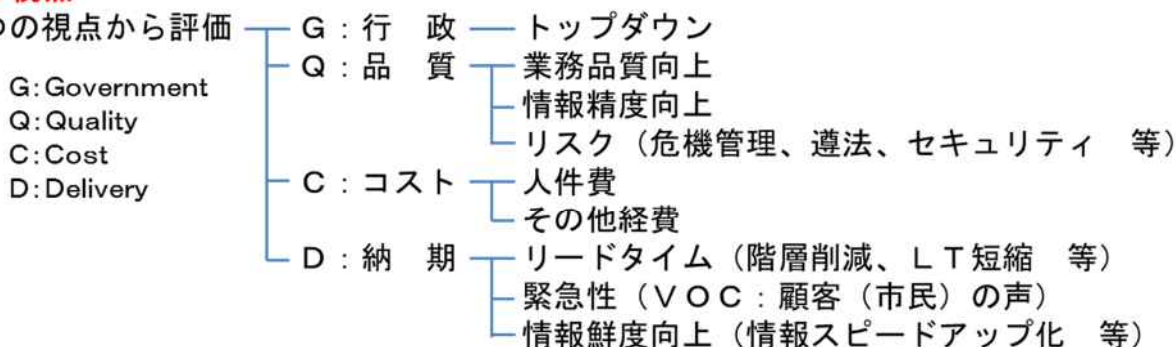 視点
つの視点から評価
G：行　政
トップダウン
Q：品　質
業務品質向上
情報精度向上
リスク（危機管理、遵法、セキュリティ　等）
G:Government
Q:Quality
C:Cost
D:Delivery
C：コスト
人件費
その他経費
D：納　期
リードタイム（階層削減、ＬＴ短縮　等）
緊急性（ＶＯＣ：顧客（市民）の声）
情報鮮度向上（情報スピードアップ化　等）